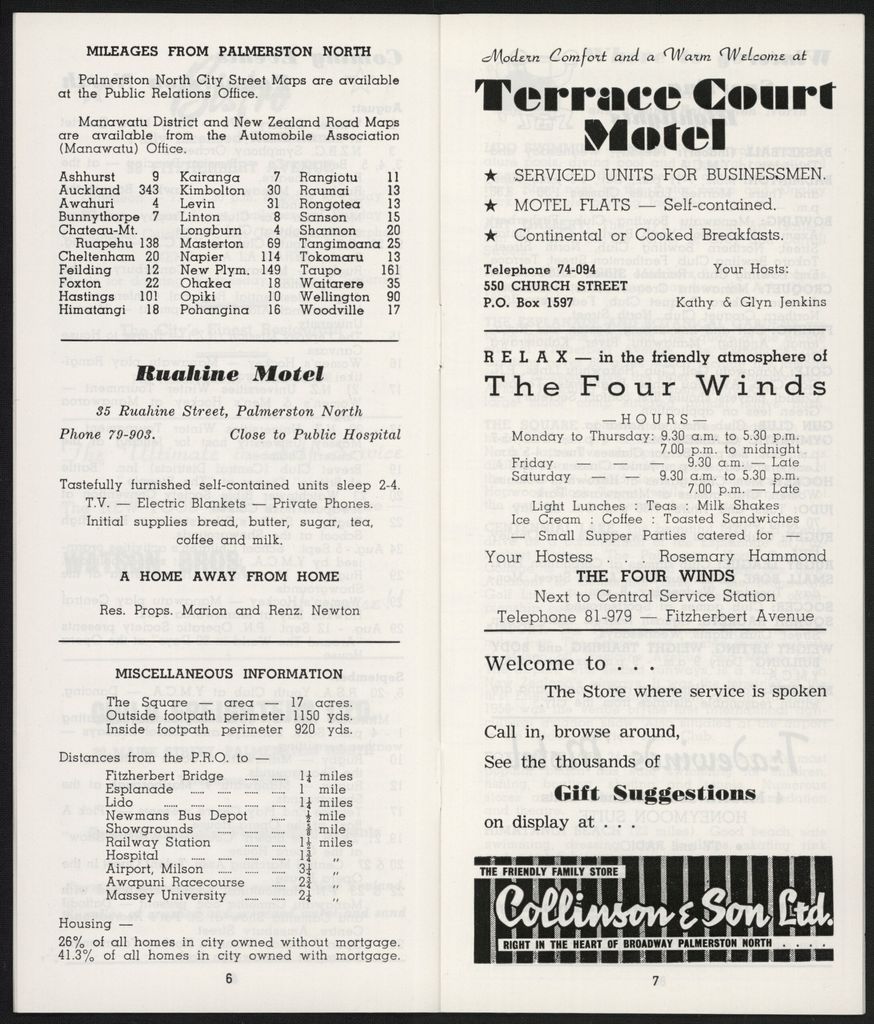 MILEAGES FROM PALMERSTON NORTH
Palmerston North City Street Maps are available
at the Public Relations Office.
Manawatu District and New Zealand Road Maps
are available from the Automobile Association
(Manawatu) Office.
Ashhurst 9 Kairanga 7 Rangiotu 11
Auckland 343 Kimbolton 30 Raumai 13
Awahuri 4 Levin 31 Rongotea 13
Bunnythorpe 7 Linton 8 Sanson 15
Chateau-Mt. Longburn 4 Shannon 20
Ruapehu 138 Masterton 69 Tangimoana 25
Cheltenham 20 Napier 114 Tokomaru 13
Feilding 12 New Plym. 149 Taupo 161
Foxton 22 Ohakea 18 Waitarere 35
Hastings 101 Opiki 10 Wellington 90
Himatangi 18 Pohangina 16 Woodville 17
Ruahine Motel
35 Ruahine Street, Palmerston North
Phone 79-903. Close to Public Hospital
Tastefully furnished self-contained units sleep 2-4.
T.V. — Electric Blankets — Private Phones.
Initial supplies bread, butter, sugar, tea,
coffee and milk.
A HOME AWAY FROM HOME
Res. Props. Marion and Renz. Newton
MISCELLANEOUS INFORMATION
The Square — area — 17 acres.
Outside footpath perimeter 1150 yds.
Inside footpath perimeter 920 yds.
Distances from the P.R.O. to —
Fitzherbert Bridge ...... ...... 1¼ miles
Esplanade ...... ...... ...... ...... 1 mile
Lido ...... ...... ...... ...... ...... 1¼ miles
Newmans Bus Depot ...... ½ mile
Showgrounds ...... ...... ...... ⅝ mile
Railway Station ...... ...... 1½ miles
Hospital ...... ...... ...... ...... 1¾ ,,
Airport, Milson ...... ...... ...... 3¼ ,,
Awapuni Racecourse ...... ...... 2¾ ,,
Massey University ...... ...... 2¼ ,,
Housing —
26% of all homes in city owned without mortgage.
41.3% of all homes in city owned with mortgage.
6
Modern Comfort and a Warm Welcome at
Terrace Court
Motel
★ SERVICED UNITS FOR BUSINESSMEN.
★ MOTEL FLATS — Self-contained.
★ Continental or Cooked Breakfasts.
Telephone 74-094 Your Hosts:
550 CHURCH STREET
P.O. Box 1597 Kathy & Glyn Jenkins
RELAX — in the friendly atmosphere of
The Four Winds
—HOURS—
Monday to Thursday: 9.30 a.m. to 5.30 p.m.
7.00 p.m. to midnight
Friday — — — 9.30 a.m. — Late
Saturday — — 9.30 a.m. to 5.30 p.m.
7.00 p.m. — Late
Light Lunches : Teas : Milk Shakes
Ice Cream : Coffee : Toasted Sandwiches
— Small Supper Parties catered for —
Your Hostess . . . Rosemary Hammond
THE FOUR WINDS
Next to Central Service Station
Telephone 81-979 — Fitzherbert Avenue
Welcome to . . .
The Store where service is spoken
Call in, browse around,
See the thousands of
Gift Suggestions
on display at . . .
THE FRIENDLY FAMILY STORE
Collinson & Son Ltd.
RIGHT IN THE HEART OF BROADWAY PALMERSTON NORTH . . . .
7